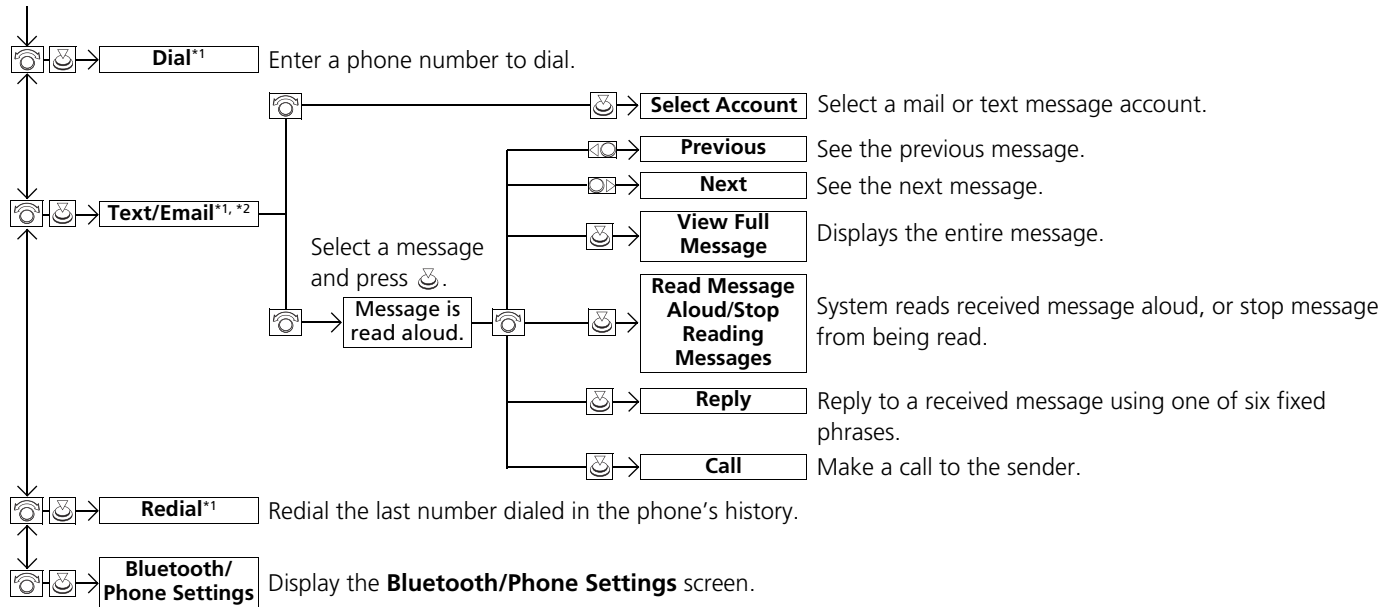 Dial*1 Enter a phone number to dial.
Select Account Select a mail or text message account.
Previous See the previous message.
Next See the next message.
Text/Email*1, *2
View Full
Message
Displays the entire message.
Select a message
and press .
Message is
read aloud.
Read Message
Aloud/Stop
Reading
Messages
System reads received message aloud, or stop message
from being read.
Reply Reply to a received message using one of six fixed
phrases.
Call Make a call to the sender.
Redial*1 Redial the last number dialed in the phone’s history.
Bluetooth/
Phone Settings
Display the Bluetooth/Phone Settings screen.